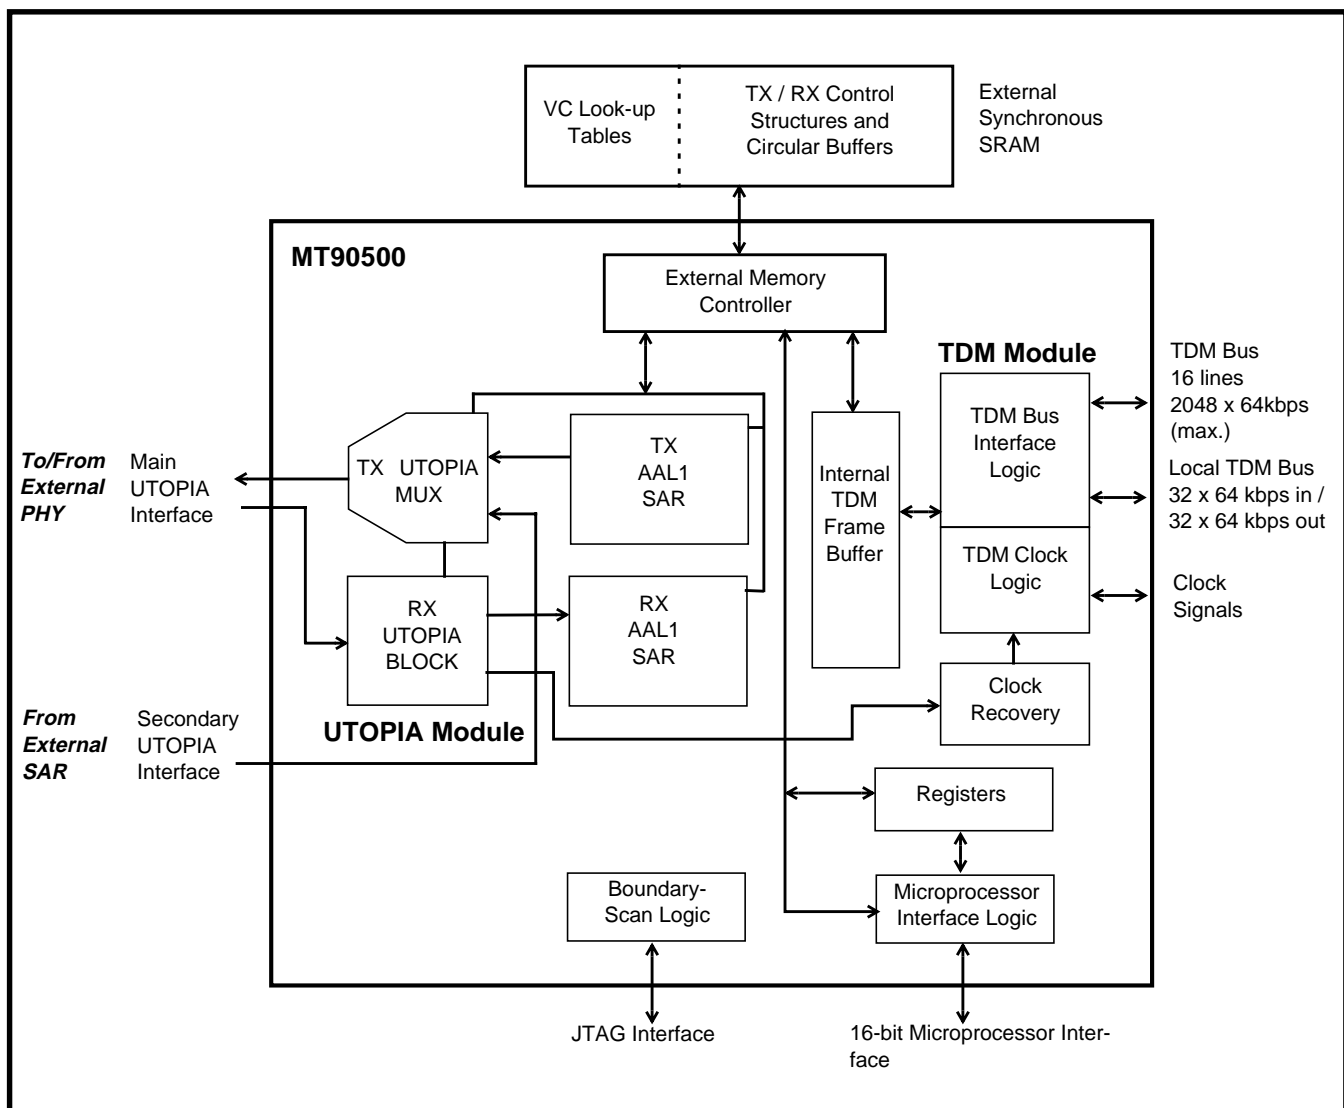 VC Look-up
Tables
TX / RX Control
Structures and
Circular Buffers
External
Synchronous
SRAM
MT90500
External Memory
Controller
TDM Module
TDM Bus
16 lines
2048 x 64kbps
(max.)
Local TDM Bus
32 x 64 kbps in /
32 x 64 kbps out
Clock
Signals
TDM Bus
Interface
Logic
TDM Clock
Logic
Internal
TDM
Frame
Buffer
TX
AAL1
SAR
TX UTOPIA
MUX
To/From
External
PHY
Main
UTOPIA
Interface
RX
UTOPIA
BLOCK
RX
AAL1
SAR
Clock
Recovery
UTOPIA Module
From
External
SAR
Secondary
UTOPIA
Interface
Registers
Boundary-
Scan Logic
Microprocessor
Interface Logic
JTAG Interface
16-bit Microprocessor Inter-
face